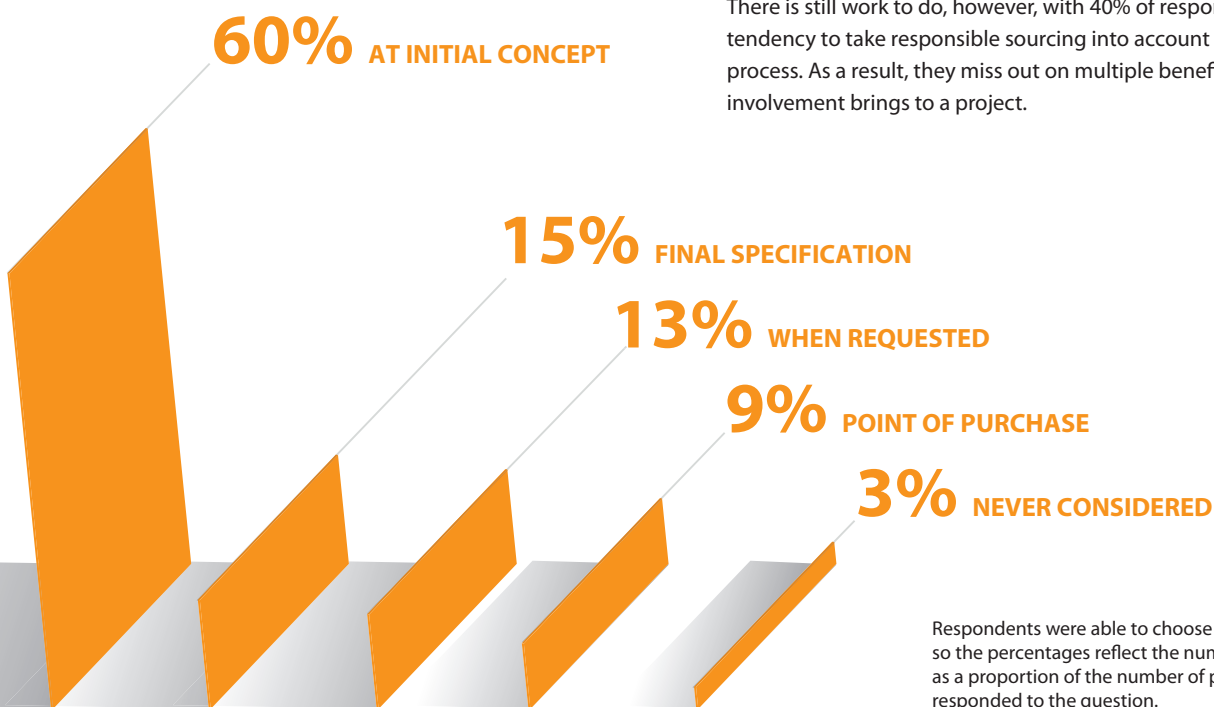 There is still work to do, however, with 40% of
tendency to take responsible sourcing into account
process. As a result, they miss out on multiple
involvement brings to a project.
60% AT INITIAL CONCEPT
15% FINAL SPECIFICATION
13% WHEN REQUESTED
9% POINT OF PURCHASE
3% NEVER CONSIDERED
Respondents were able to choose
so the percentages reflect the
as a proportion of the number of
responded to the question.